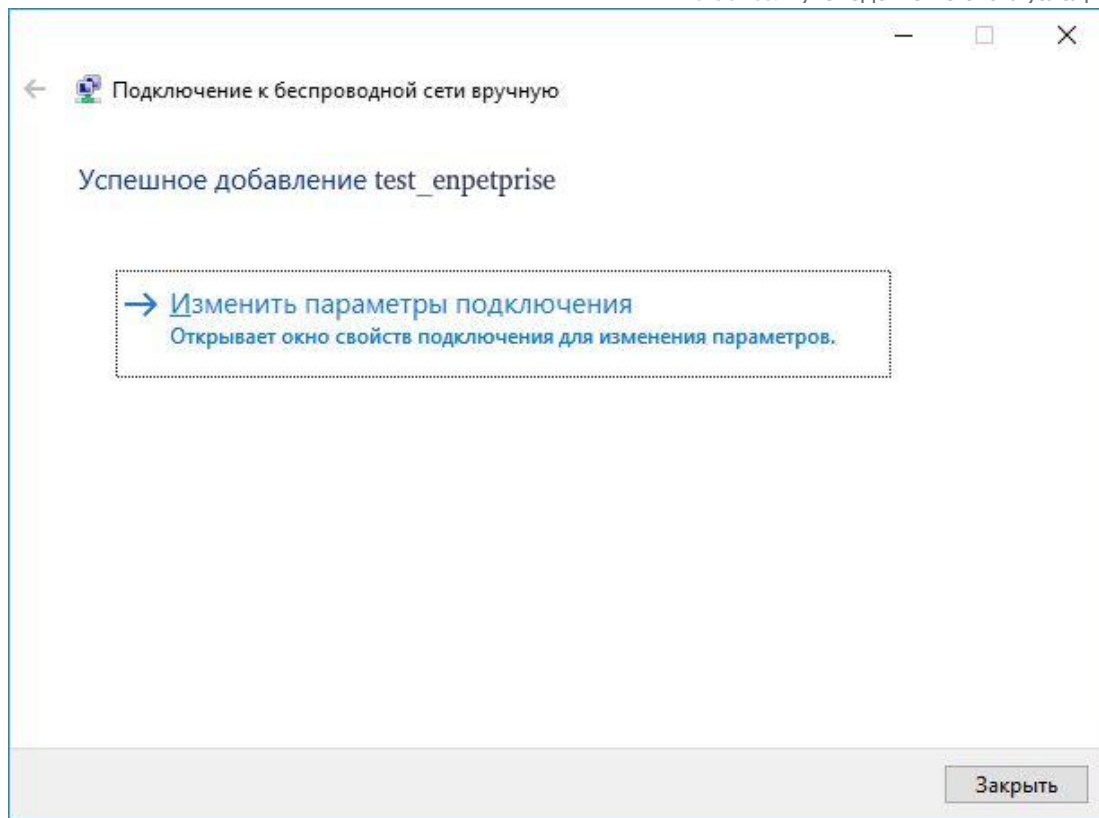 Подключение к беспроводной сети вручную
Успешное добавление test_enpetprise
Изменить параметры подключения
Открывает окно свойств подключения для изменения параметров.
Закрыть